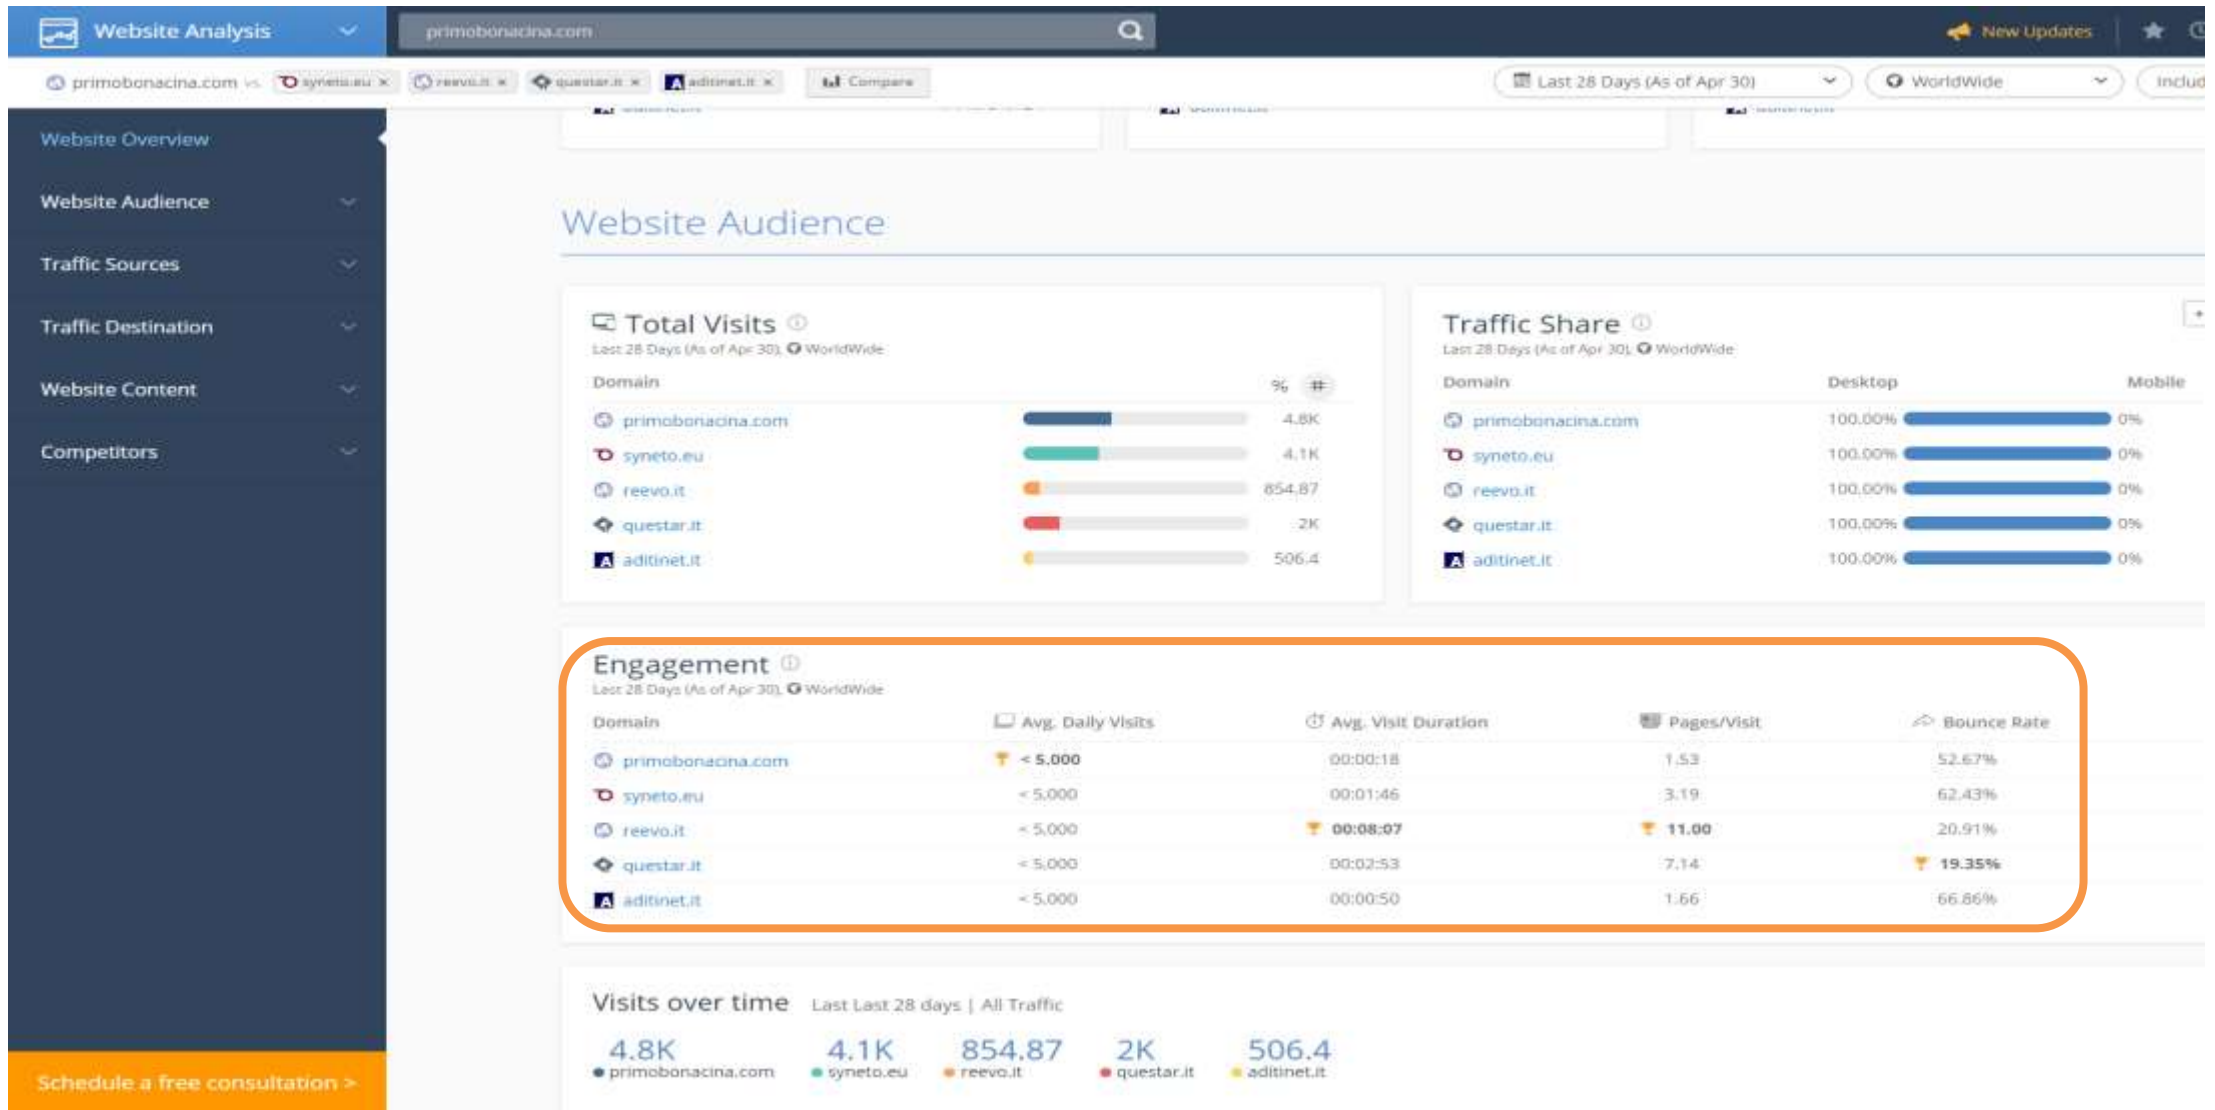 Website Analysis
primobonacina.com
New Updates
primobonacina.com vs. syneto.eu × reevo.it × questar.it × aditinet.it × Compare
Last 28 Days (As of Apr 30) WorldWide Includ
Website Overview
Website Audience
Traffic Sources
Traffic Destination
Website Content
Competitors
Schedule a free consultation >
Website Audience
Total Visits
Last 28 Days (As of Apr 30), WorldWide
Domain % #
primobonacina.com 4.8K
syneto.eu 4.1K
reevo.it 854.87
questar.it 2K
aditinet.it 506.4
Traffic Share
Last 28 Days (As of Apr 30), WorldWide
Domain Desktop Mobile
primobonacina.com 100.00% 0%
syneto.eu 100.00% 0%
reevo.it 100.00% 0%
questar.it 100.00% 0%
aditinet.it 100.00% 0%
Engagement
Last 28 Days (As of Apr 30), WorldWide
Domain Avg. Daily Visits Avg. Visit Duration Pages/Visit Bounce Rate
primobonacina.com < 5,000 00:00:18 1.53 52.67%
syneto.eu < 5,000 00:01:46 3.19 62.43%
reevo.it < 5,000 00:08:07 11.00 20.91%
questar.it < 5,000 00:02:53 7.14 19.35%
aditinet.it < 5,000 00:00:50 1.66 66.86%
Visits over time Last Last 28 days | All Traffic
4.8K 4.1K 854.87 2K 506.4
primobonacina.com syneto.eu reevo.it questar.it aditinet.it